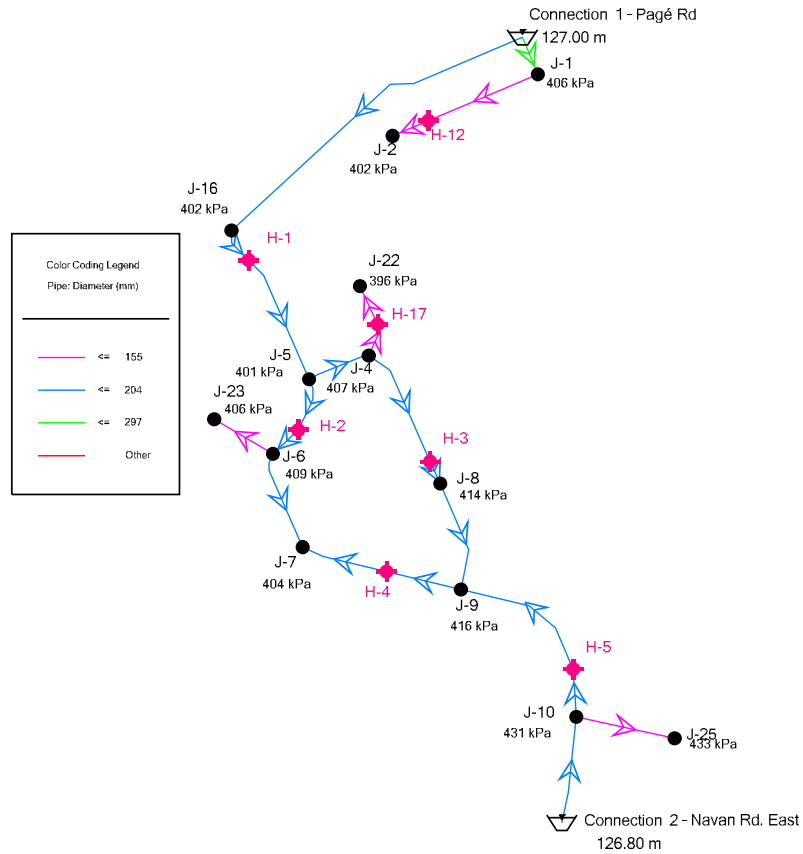 Connection 1 - Pagé Rd
127.00 m
J-1
406 kPa
H-12
J-2
402 kPa
J-16
402 kPa
H-1
Color Coding Legend
Pipe: Diameter (mm)
<= 155
<= 204
<= 297
<= Other
J-22
396 kPa
H-17
J-5
J-4
401 kPa
407 kPa
J-23
406 kPa
H-2
H-3
J-6
409 kPa
J-8
414 kPa
J-7
404 kPa
H-4
J-9
416 kPa
H-5
J-10
431 kPa
J-25
433 kPa
Connection 2 - Navan Rd. East
126.80 m